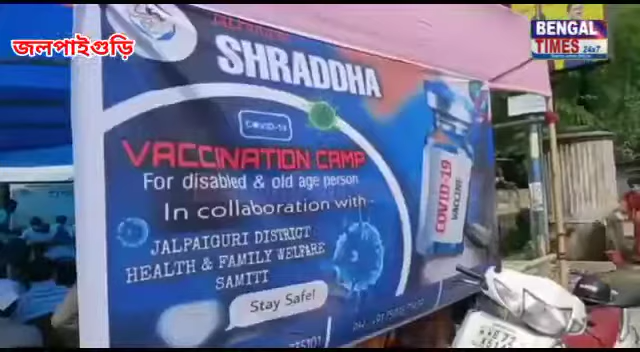 জলপাইগুড়ি
BENGAL
TIMES 24x7
SHRADDHA
COVID-19
VACCINATION CAMP
For disabled & old age person
In collaboration with
JALPAIGURI DISTRICT
HEALTH & FAMILY WELFARE
SAMITI
Stay Safe!
COVID-19
VACCINE